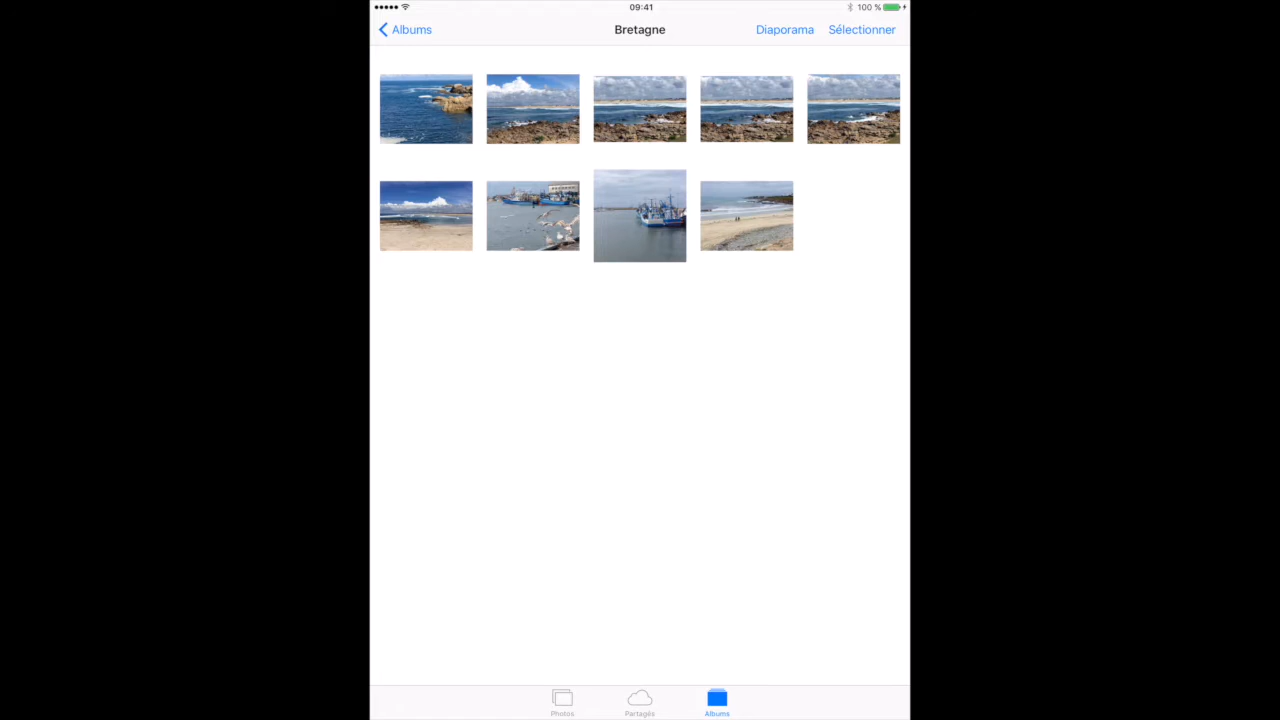 09:41
100 %
Albums
Bretagne
Diaporama
Sélectionner
Photos
Partagés
Albums